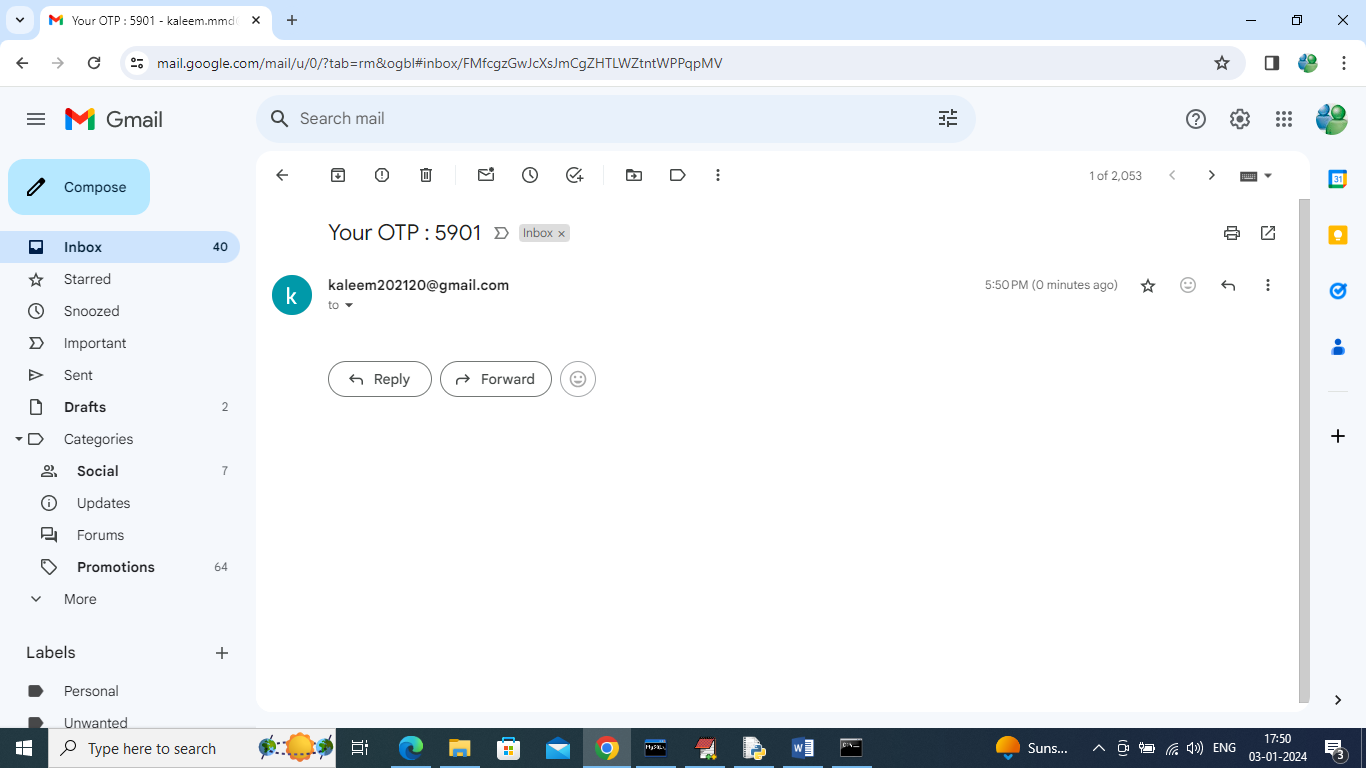 Your OTP : 5901 - kaleem.mmd
mail.google.com/mail/u/0/?tab=rm&ogbl#inbox/FMfcgzGwJcXsJmCgZHTLWZtntWPPqpMV
Gmail
Search mail
Compose
1 of 2,053
Inbox 40
Starred
Snoozed
Important
Sent
Drafts 2
Categories
Social 7
Updates
Forums
Promotions 64
More
Labels
Personal
Unwanted
Your OTP : 5901 Inbox ×
k
kaleem202120@gmail.com 5:50 PM (0 minutes ago)
to
Reply Forward
31
Type here to search
MySQL
Suns...
ENG
17:50
03-01-2024
3